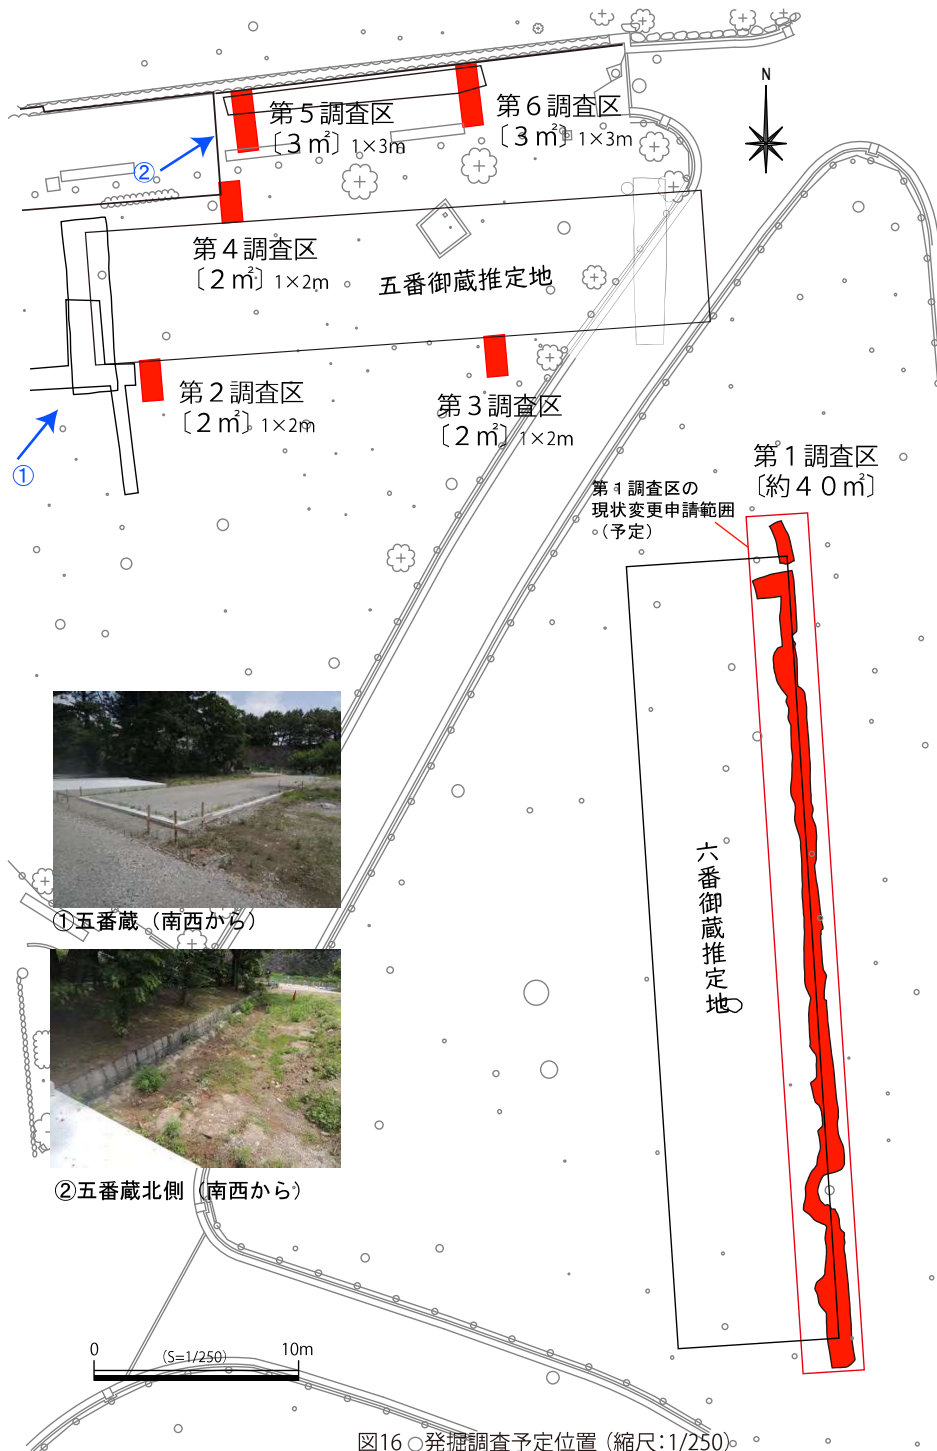 N
第5調査区
〔3㎡〕1×3m
第6調査区
〔3㎡〕1×3m
②
第4調査区
〔2㎡〕1×2m
五番御蔵推定地
第2調査区
〔2㎡〕1×2m
第3調査区
〔2㎡〕1×2m
①
第1調査区
〔約40㎡〕
第1調査区の
現状変更申請範囲
(予定)
六番御蔵推定地
①五番蔵(南西から)
②五番蔵北側(南西から)
0 (S=1/250) 10m
図16 発掘調査予定位置(縮尺:1/250)